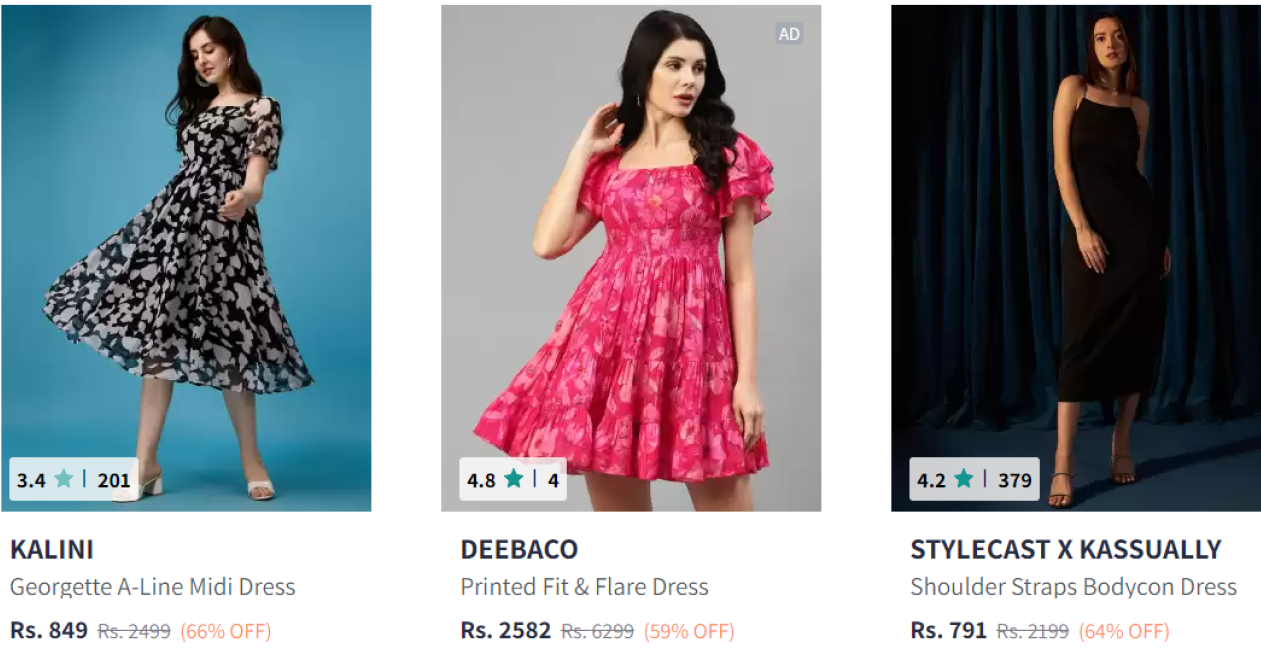 AD
3.4 ★ | 201
4.8 ★ | 4
4.2 ★ | 379
KALINI
Georgette A-Line Midi Dress
Rs. 849 Rs. 2499 (66% OFF)
DEEBACO
Printed Fit & Flare Dress
Rs. 2582 Rs. 6299 (59% OFF)
STYLECAST X KASSUALLY
Shoulder Straps Bodycon Dress
Rs. 791 Rs. 2199 (64% OFF)